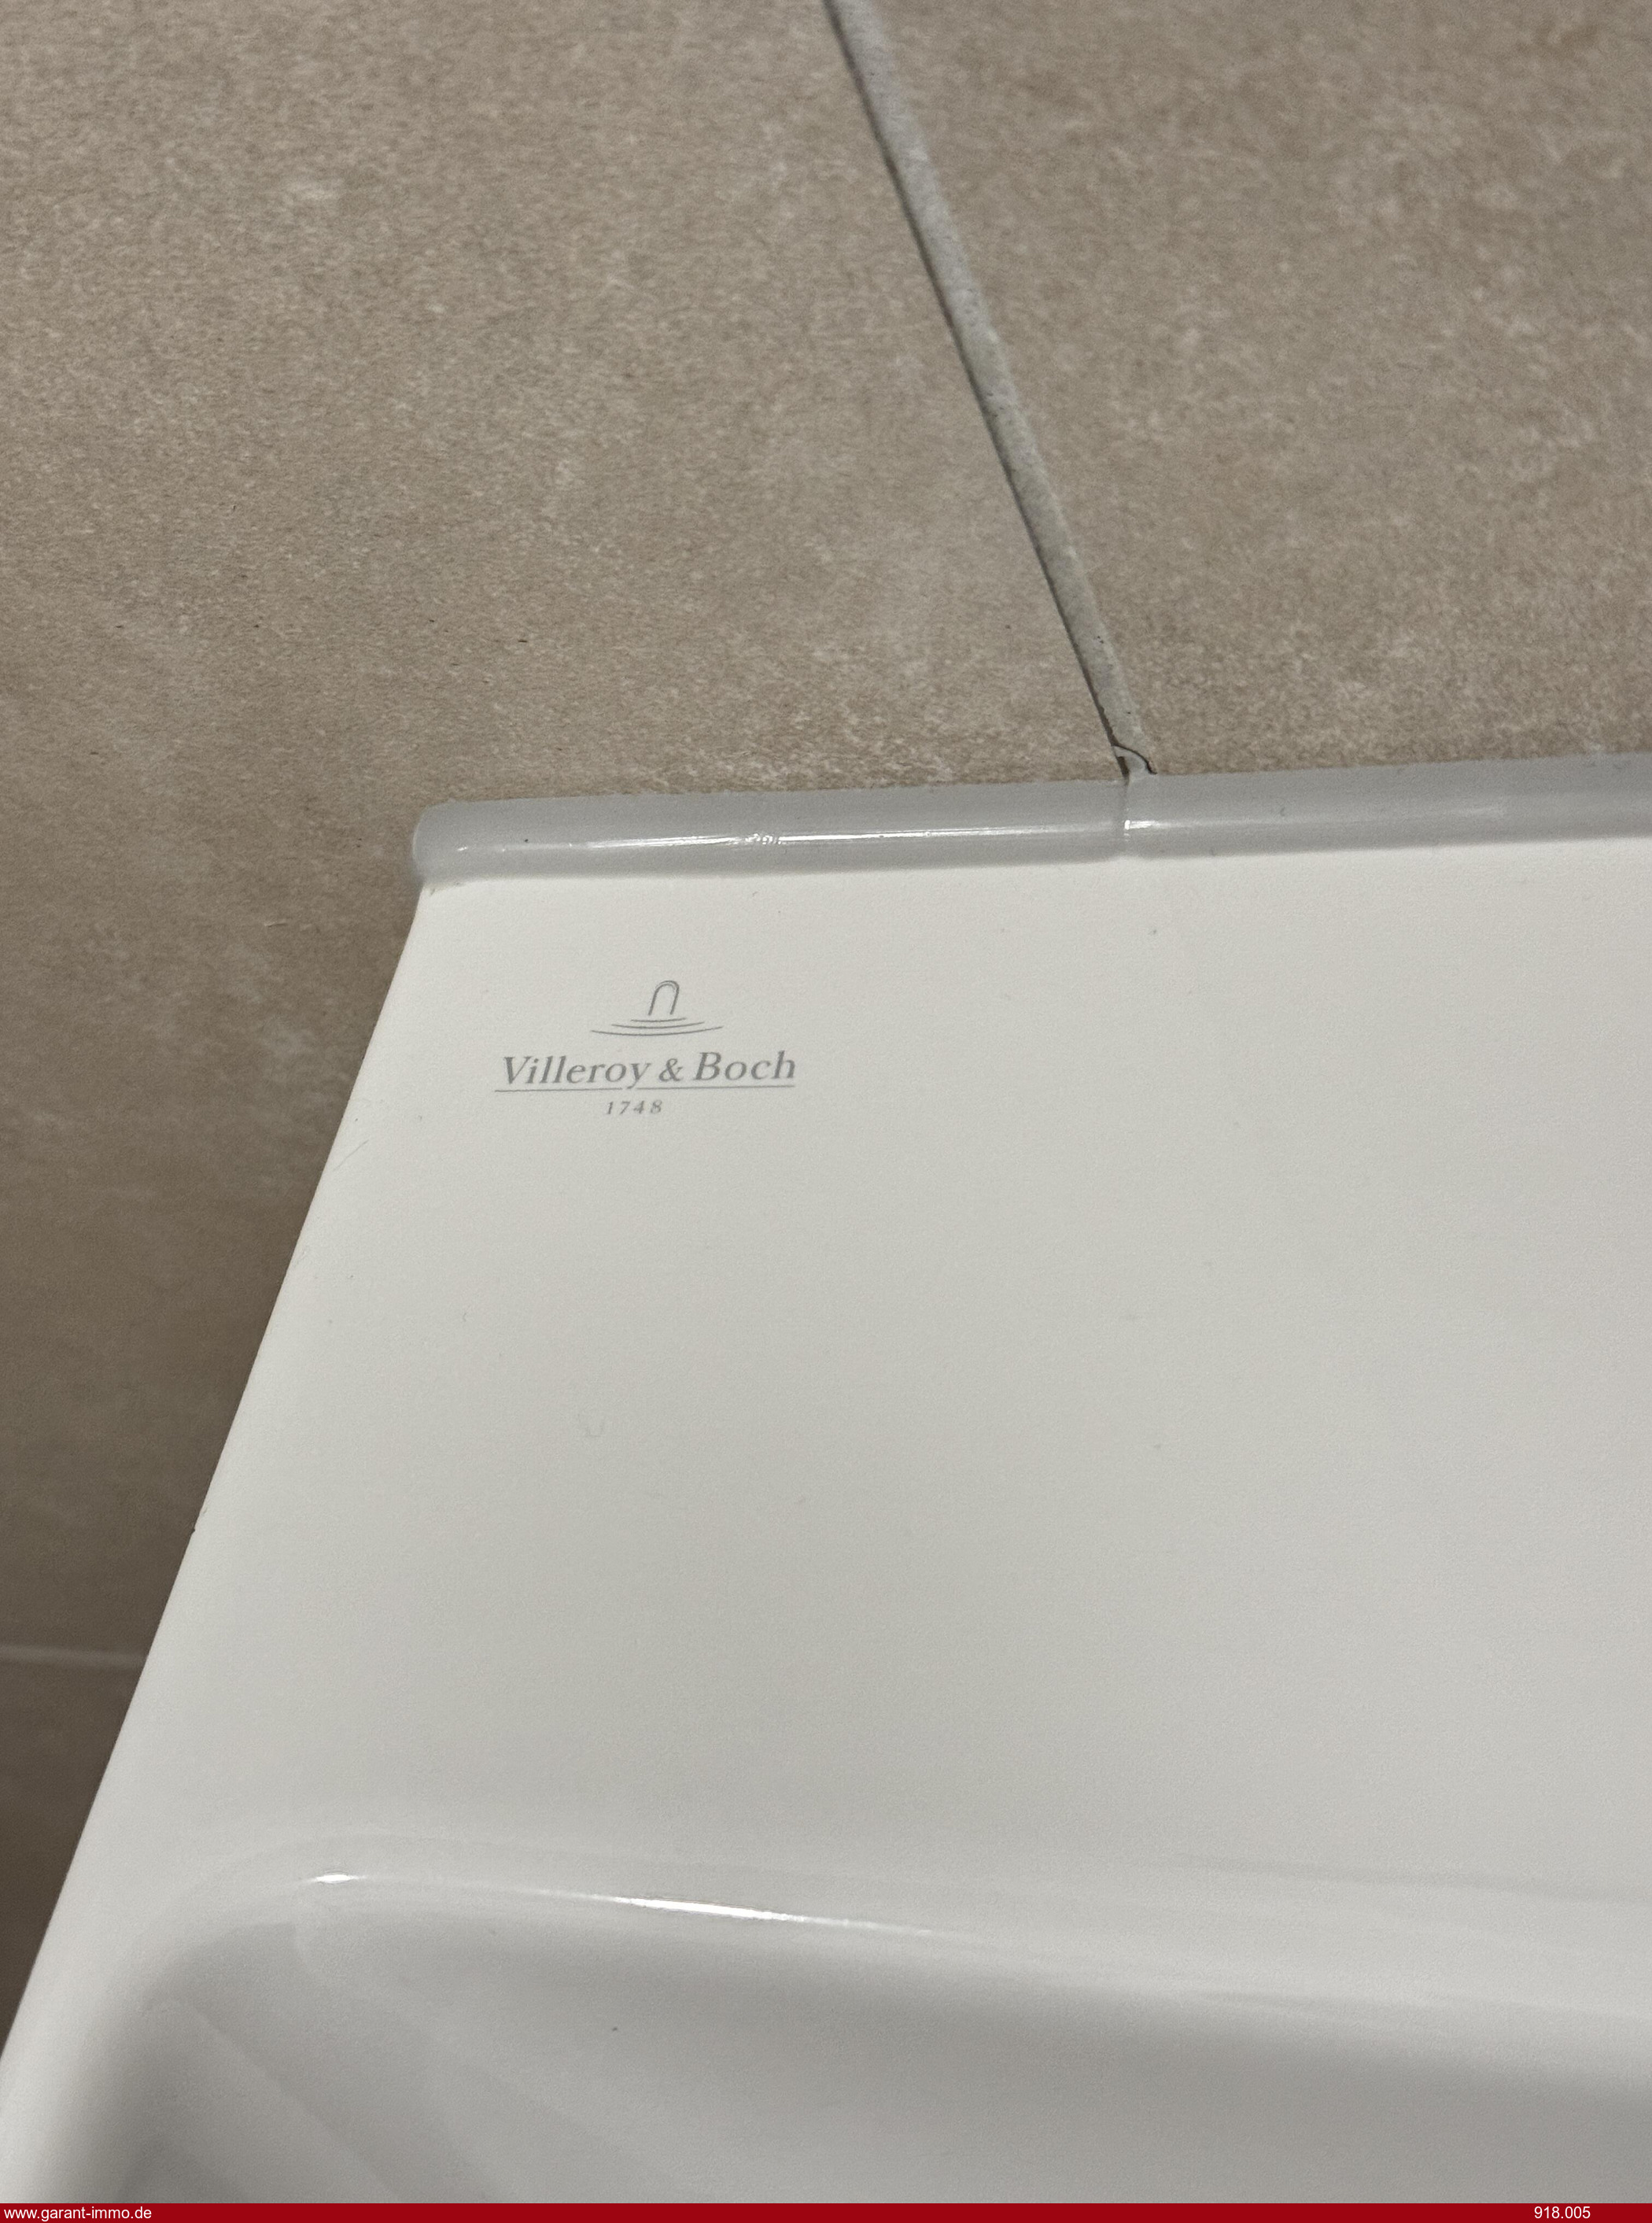 Villeroy & Boch
1748
www.garant-immo.de 918.005